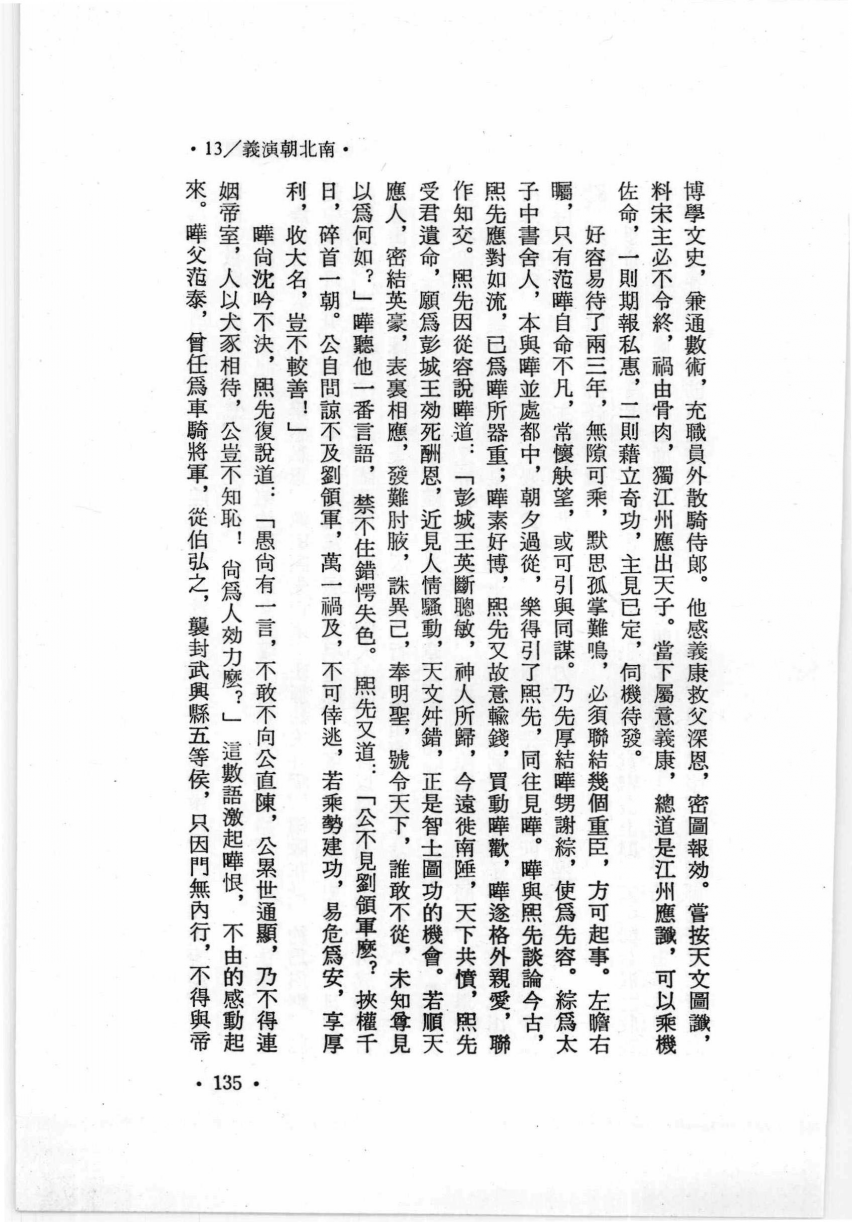 •13／義演朝北南•
博學文史，兼通數術，充職員外散騎侍郎。他感義康救父深恩，密圖報効。嘗按天文圖讖，
料宋主必不令終，禍由骨肉，獨江州應出天子。當下屬意義康，總道是江州應讖，可以乘機
佐命，一則期報私惠，二則藉立奇功，主見已定，伺機待發。
好容易待了兩三年，無隙可乘，默思孤掌難鳴，必須聯結幾個重臣，方可起事。左瞻右
矚，只有范曄自命不凡，常懷觖望，或可引與同謀。乃先厚結曄甥謝綜，使爲先容。綜爲太
子中書舍人，本與曄並處都中，朝夕過從，樂得引了熙先，同往見曄。曄與熙先談論今古，
熙先應對如流，已爲曄所器重；曄素好博，熙先又故意輸錢，買動曄歡，曄遂格外親愛，聯
作知交。熙先因從容說曄道：「彭城王英斷聰敏，神人所歸，今遠徙南陲，天下共憤，熙先
受君遺命，願爲彭城王効死酬恩，近見人情騷動，天文舛錯，正是智士圖功的機會。若順天
應人，密結英豪，表裏相應，發難肘腋，誅異己，奉明聖，號令天下，誰敢不從，未知尊見
以爲何如？」曄聽他一番言語，禁不住錯愕失色。熙先又道：「公不見劉領軍麽？挾權千
日，碎首一朝。公自問諒不及劉領軍，萬一禍及，不可倖逃，若乘勢建功，易危爲安，享厚
利，收大名，豈不較善！」
曄尙沈吟不決，熙先復說道：「愚尙有一言，不敢不向公直陳，公累世通顯，乃不得連
姻帝室，人以犬豕相待，公豈不知恥！尙爲人効力麽？」這數語激起曄恨，不由的感動起
來。曄父范泰，曾任爲車騎將軍，從伯弘之，襲封武興縣五等侯，只因門無內行，不得與帝
•135•